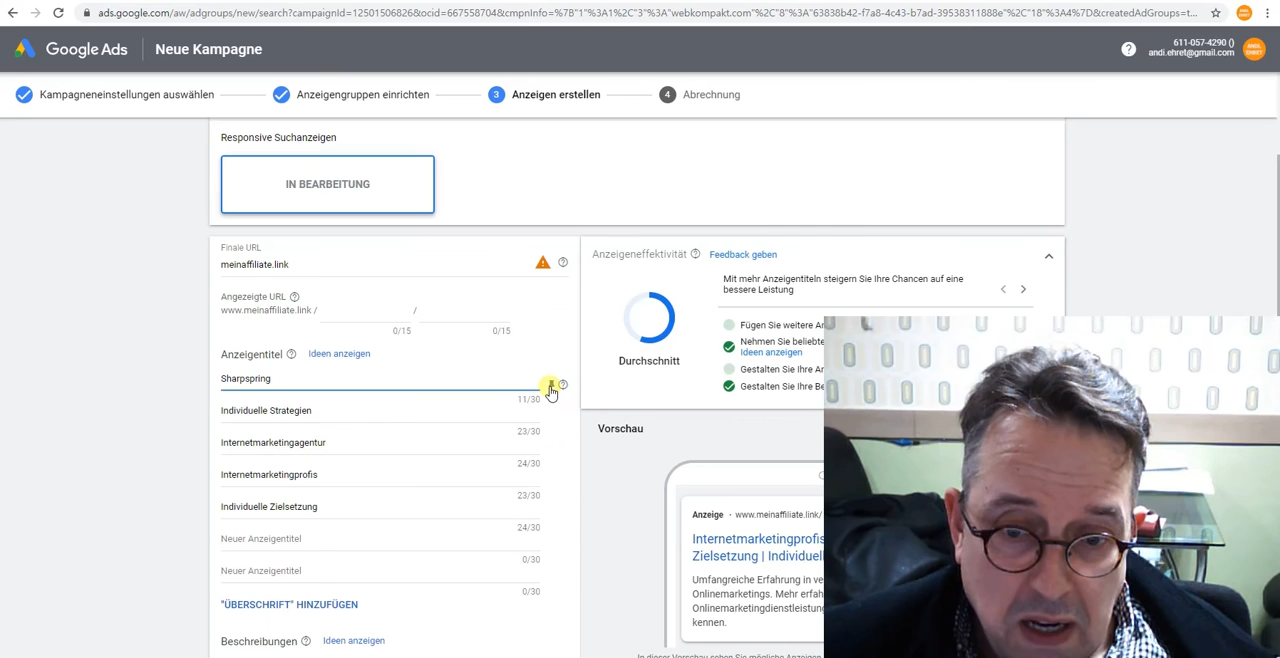 ads.google.com/aw/adgroups/new/search?campaignId=12501506826&ocid=667558704&cmpnInfo=%7B"1"%3A1%2C"3"%3A"webkompakt.com"%2C"8"%3A"63838b42-f7a8-4c43-b7ad-39538311888e"%2C"18"%3A4%7D&createdAdGroups=t...
Google Ads
Neue Kampagne
611-057-4290 ()
andi.ehret@gmail.com
Kampagneneinstellungen auswählen
Anzeigengruppen einrichten
3 Anzeigen erstellen
4 Abrechnung
Responsive Suchanzeigen
IN BEARBEITUNG
Finale URL
meinaffiliate.link
Angezeigte URL
www.meinaffiliate.link / /
0/15 0/15
Anzeigentitel Ideen anzeigen
Sharpspring
11/30
Individuelle Strategien
23/30
Internetmarketingagentur
24/30
Internetmarketingprofis
23/30
Individuelle Zielsetzung
24/30
Neuer Anzeigentitel
0/30
Neuer Anzeigentitel
0/30
"ÜBERSCHRIFT" HINZUFÜGEN
Beschreibungen Ideen anzeigen
Anzeigeneffektivität Feedback geben
Durchschnitt
Mit mehr Anzeigentiteln steigern Sie Ihre Chancen auf eine
bessere Leistung
Fügen Sie weitere
Nehmen Sie beliebte
Ideen anzeigen
Gestalten Sie Ihre
Gestalten Sie Ihre
Vorschau
Anzeige · www.meinaffiliate.link/
Internetmarketingprofis
Zielsetzung |
Umfangreiche Erfahrung in
Onlinemarketings. Mehr
kennen.
In dieser Vorschau sehen Sie mögliche Anzeigen